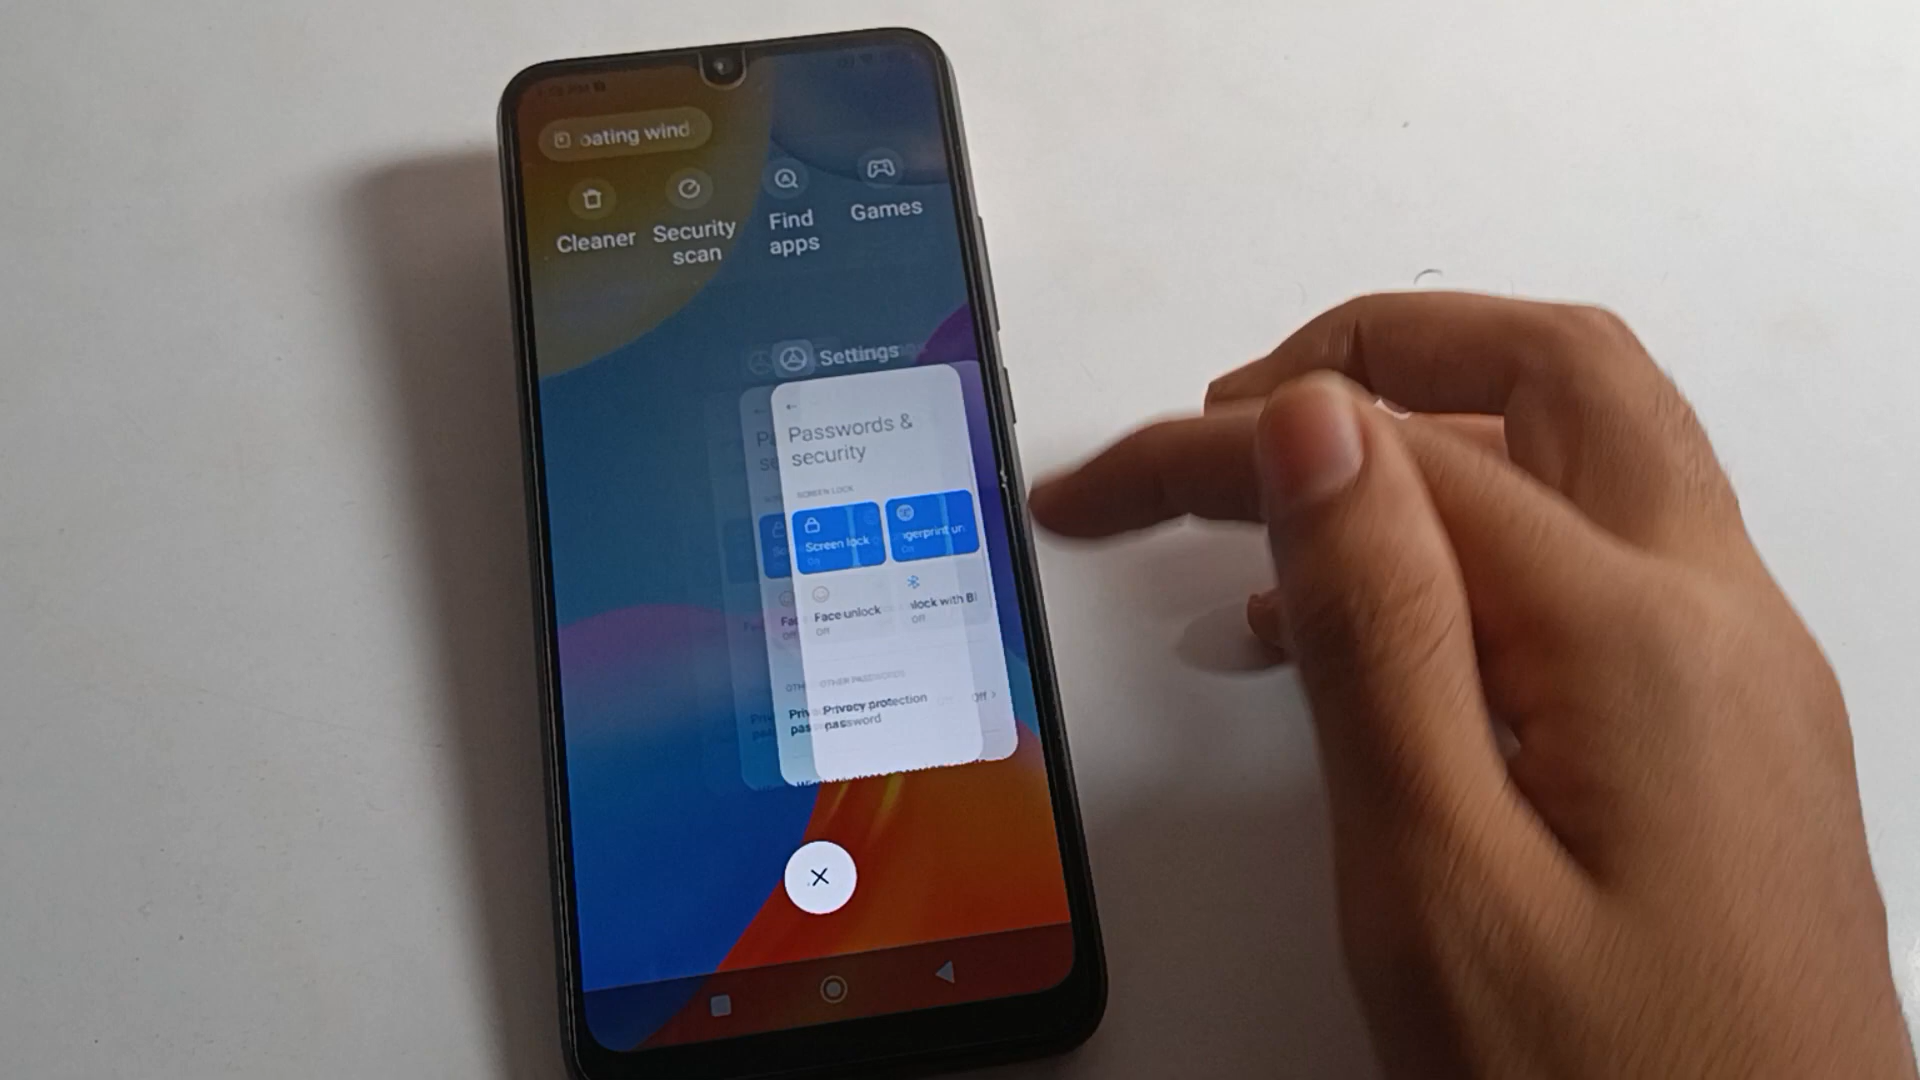 oating wind
Cleaner
Security
scan
Find
apps
Games
Settings
Passwords &
security
SCREEN LOCK
Screen lock
On
gerprint un
On
Face unlock
Off
lock with Bl
Off
OTHER PASSWORDS
Privacy protection
password
Off